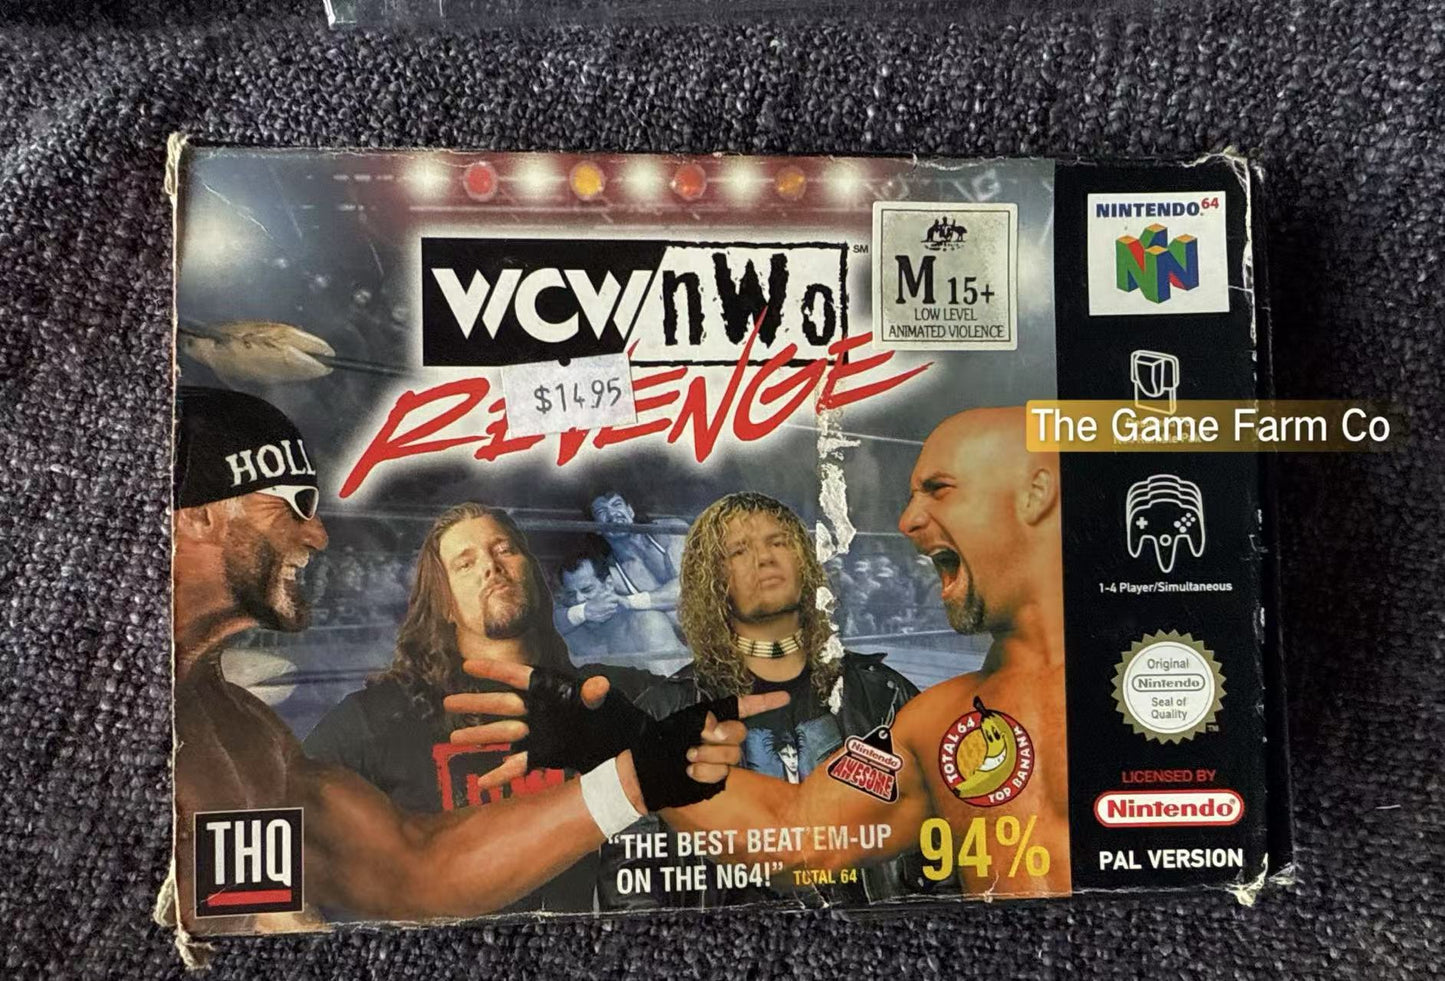 WCW/nWo SM
REVENGE
$14.95
M 15+
LOW LEVEL
ANIMATED VIOLENCE
NINTENDO 64
The Game Farm Co
HOLL
1-4 Player/Simultaneous
Original
Nintendo
Seal of
Quality
TM
Nintendo
AWESOME
TOTAL 64
TOP BANANA
LICENSED BY
Nintendo®
PAL VERSION
THQ
"THE BEST BEAT'EM-UP
ON THE N64!" TOTAL 64
94%